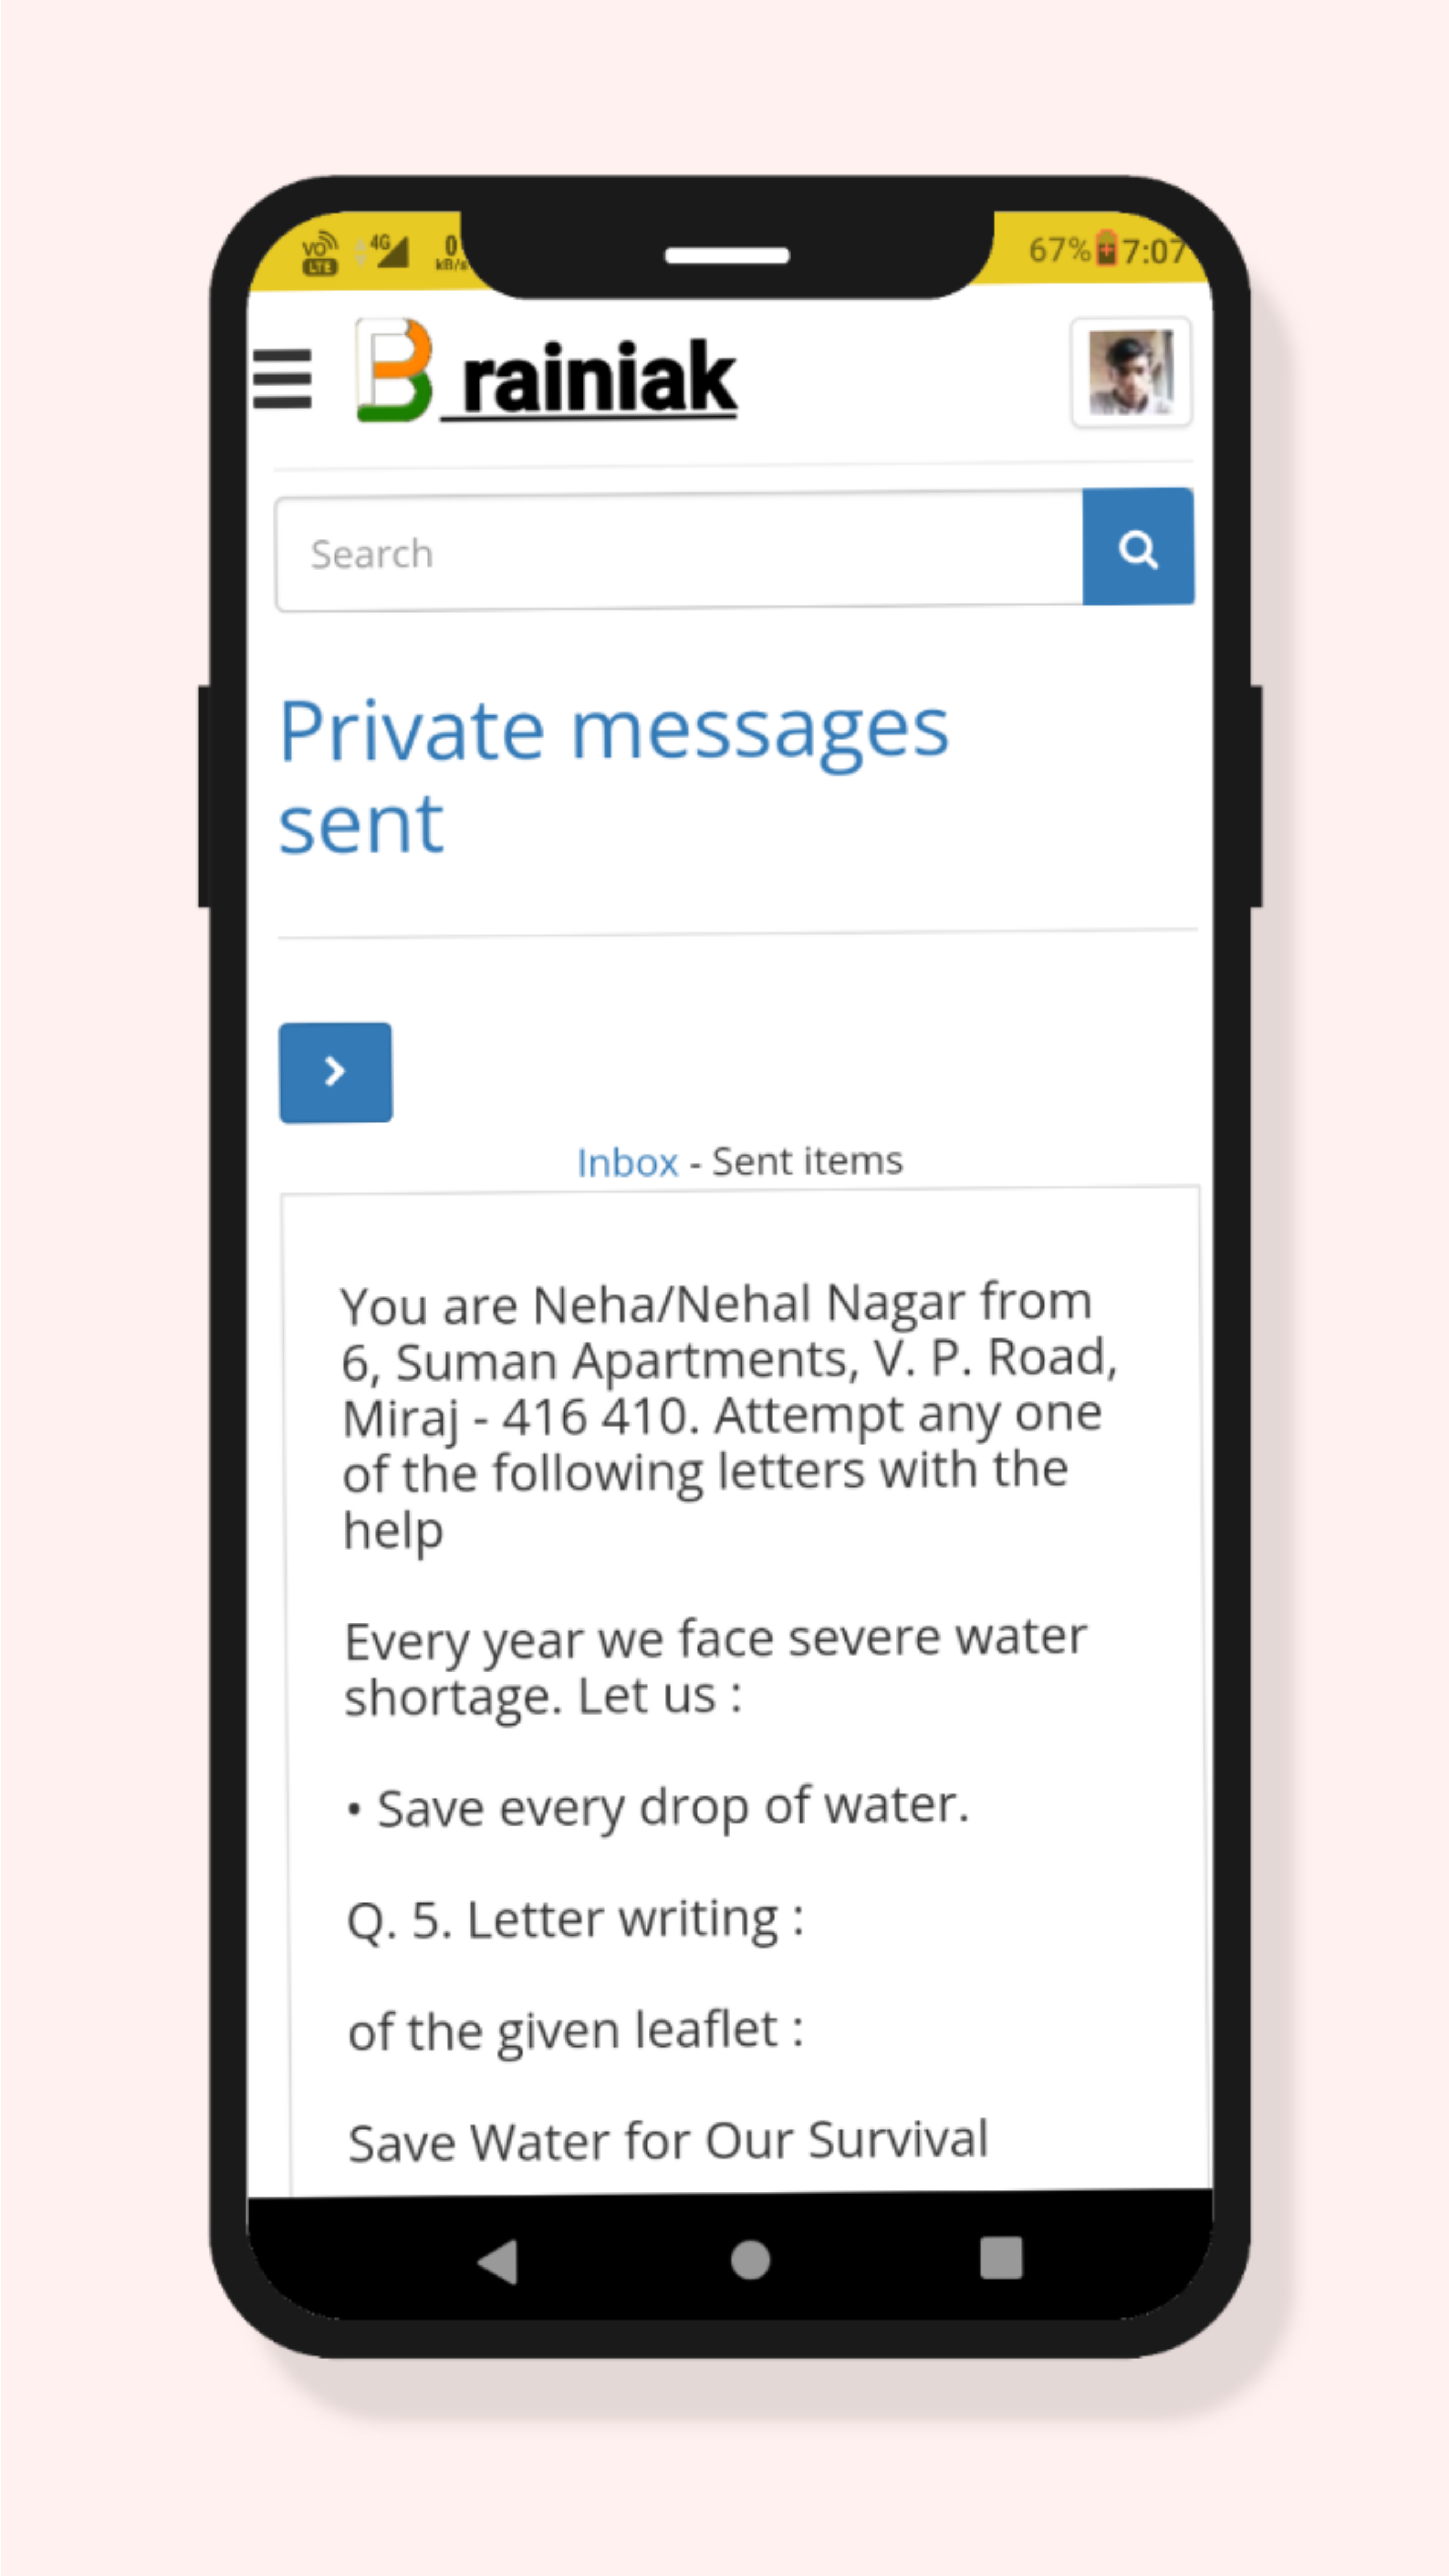 VO LTE 4G 0 kB/s 67% 7:07
Brainiak
Search
Private messages
sent
Inbox - Sent items
You are Neha/Nehal Nagar from
6, Suman Apartments, V. P. Road,
Miraj - 416 410. Attempt any one
of the following letters with the
help
Every year we face severe water
shortage. Let us :
• Save every drop of water.
Q. 5. Letter writing :
of the given leaflet :
Save Water for Our Survival